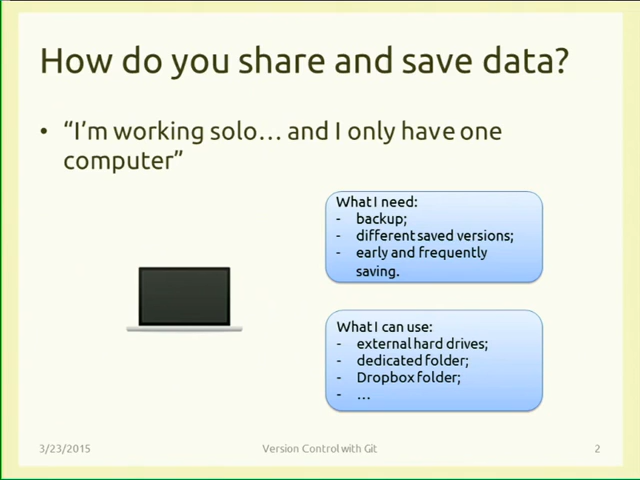 How do you share and save data?
• “I’m working solo… and I only have one
computer”
What I need:
- backup;
- different saved versions;
- early and frequently
saving.
What I can use:
- external hard drives;
- dedicated folder;
- Dropbox folder;
- …
3/23/2015
Version Control with Git
2